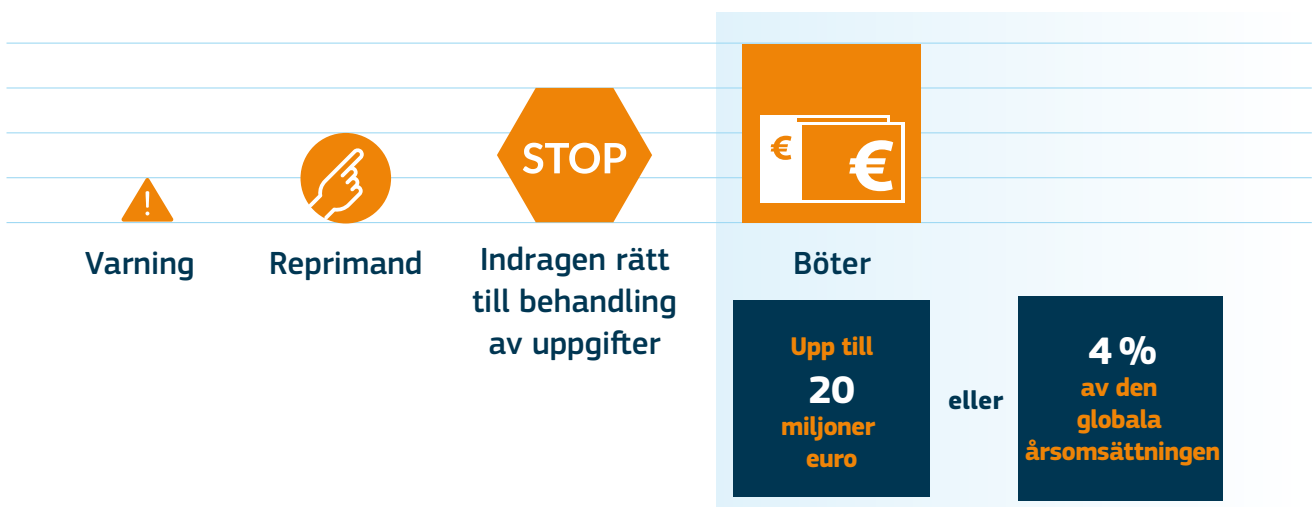 !
STOP
€
€
Varning
Reprimand
Indragen rätt
till behandling
av uppgifter
Böter
Upp till
20
miljoner
euro
eller
4 %
av den
globala
årsomsättningen